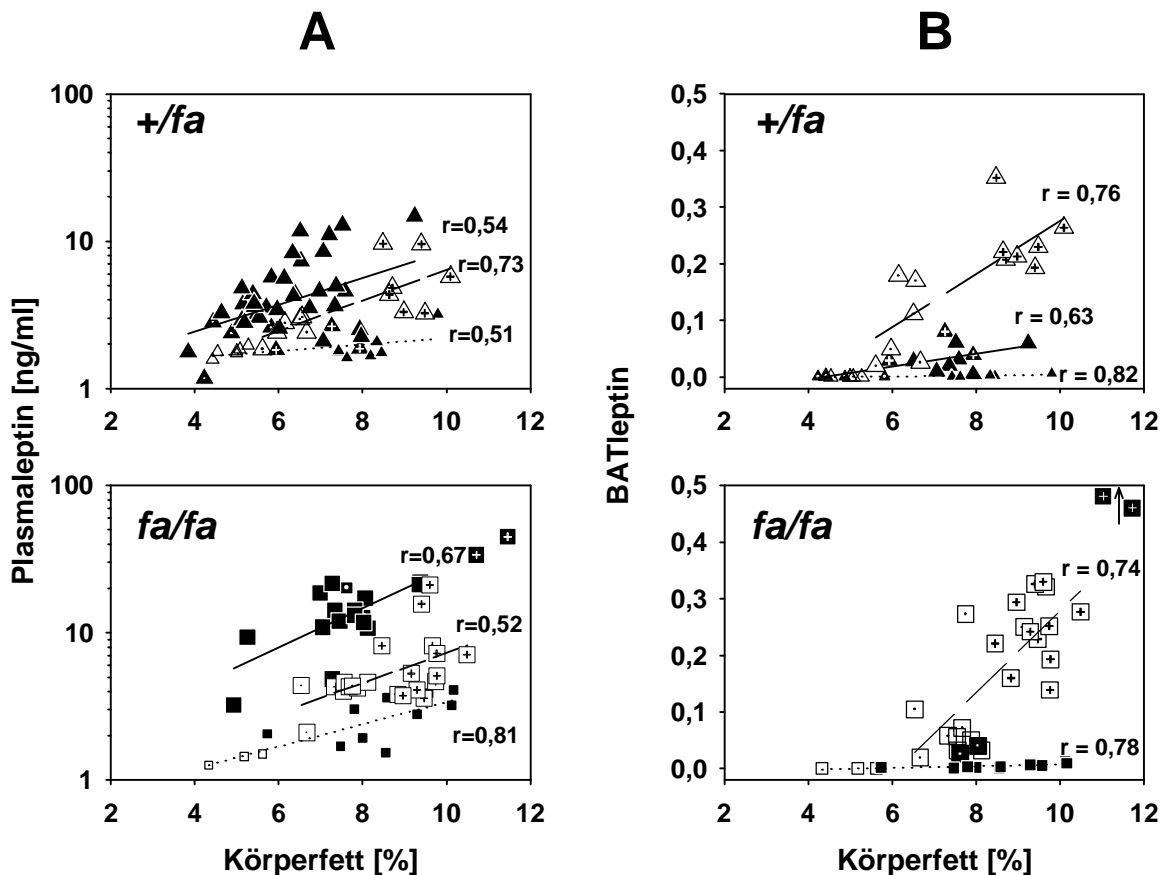 A
B
Plasmaleptin [ng/ml]
100
10
1
+/fa
r=0,54
r=0,73
r=0,51
2 4 6 8 10 12
BATleptin
0,5
0,4
0,3
0,2
0,1
0,0
+/fa
r = 0,76
r = 0,63
r = 0,82
2 4 6 8 10 12
100
10
1
fa/fa
r=0,67
r=0,52
r=0,81
2 4 6 8 10 12
Körperfett [%]
0,5
0,4
0,3
0,2
0,1
0,0
fa/fa
r = 0,74
r = 0,78
2 4 6 8 10 12
Körperfett [%]